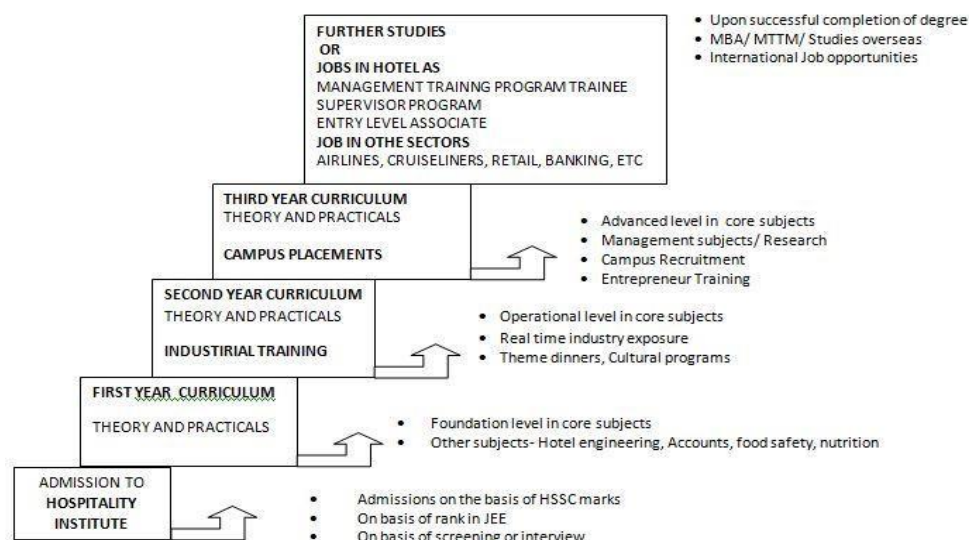 FURTHER STUDIES
OR
JOBS IN HOTEL AS
MANAGEMENT TRAINNG PROGRAM TRAINEE
SUPERVISOR PROGRAM
ENTRY LEVEL ASSOCIATE
JOB IN OTHE SECTORS
AIRLINES, CRUISELINERS, RETAIL, BANKING, ETC
• Upon successful completion of degree
• MBA/ MTTM/ Studies overseas
• International Job opportunities
THIRD YEAR CURRICULUM
THEORY AND PRACTICALS
CAMPUS PLACEMENTS
• Advanced level in core subjects
• Management subjects/ Research
• Campus Recruitment
• Entrepreneur Training
SECOND YEAR CURRICULUM
THEORY AND PRACTICALS
INDUSTIRIAL TRAINING
• Operational level in core subjects
• Real time industry exposure
• Theme dinners, Cultural programs
FIRST YEAR CURRICULUM
THEORY AND PRACTICALS
• Foundation level in core subjects
• Other subjects- Hotel engineering, Accounts, food safety, nutrition
ADMISSION TO
HOSPITALITY
INSTITUTE
• Admissions on the basis of HSSC marks
• On basis of rank in JEE
• On basis of screening or interview